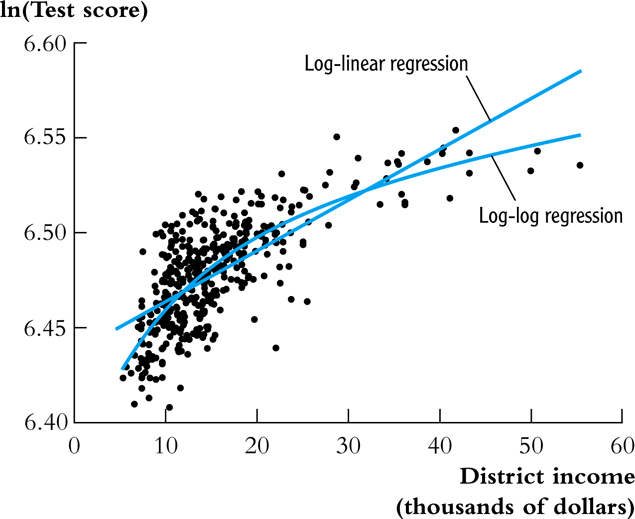 ln(Test score)
6.60
Log-linear regression
6.55
Log-log regression
6.50
6.45
6.40
0
10
20
30
40
50
60
District income
(thousands of dollars)